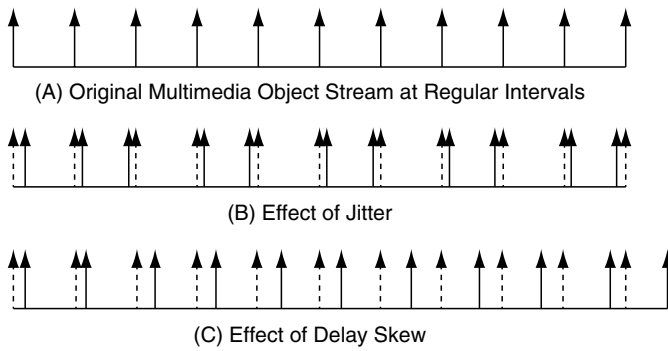 (A) Original Multimedia Object Stream at Regular Intervals
(B) Effect of Jitter
(C) Effect of Delay Skew